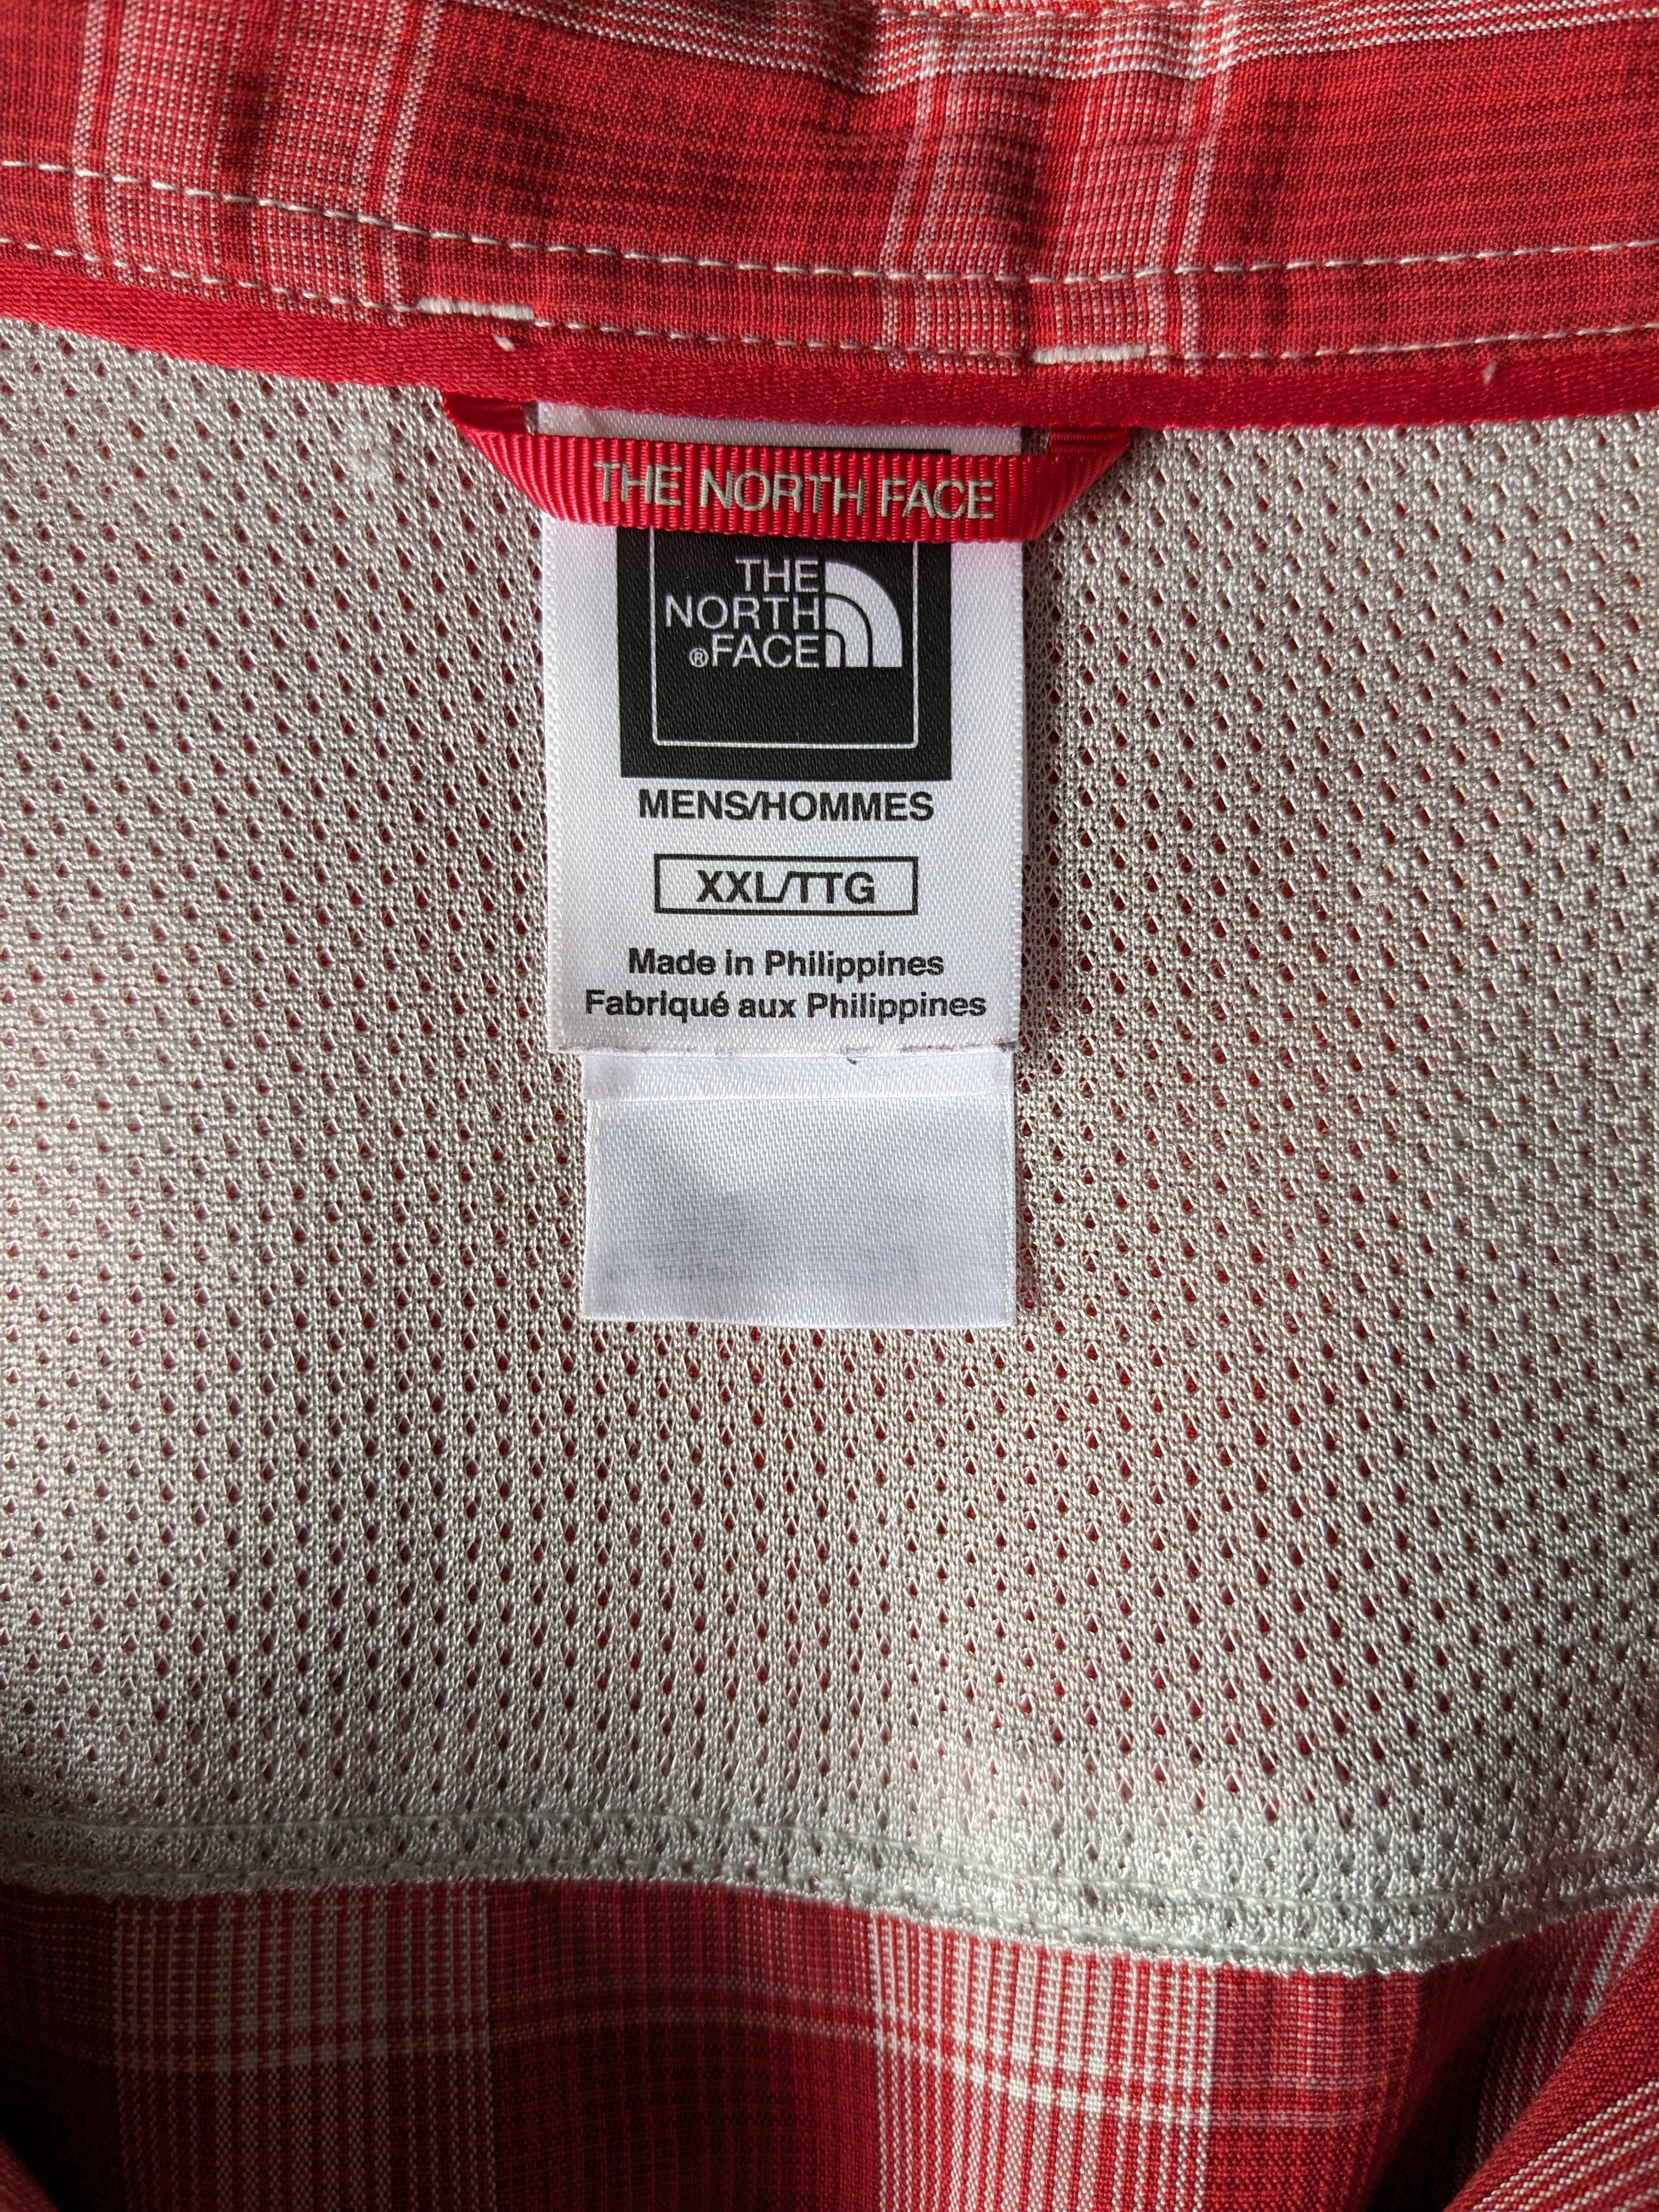 THE NORTH FACE
THE
NORTH
®FACE
MENS/HOMMES
XXL/TTG
Made in Philippines
Fabriqué aux Philippines